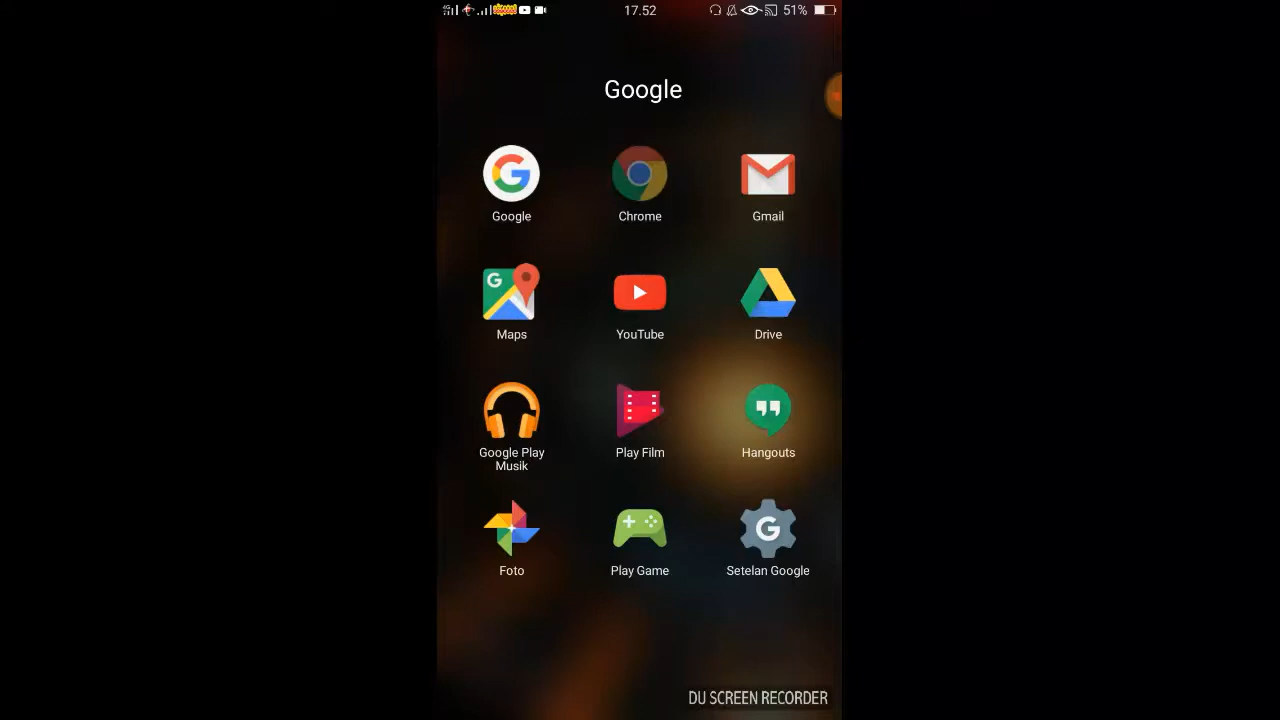 17.52
51%
Google
Google
Chrome
Gmail
Maps
YouTube
Drive
Google Play
Musik
Play Film
Hangouts
Foto
Play Game
Setelan Google
DU SCREEN RECORDER